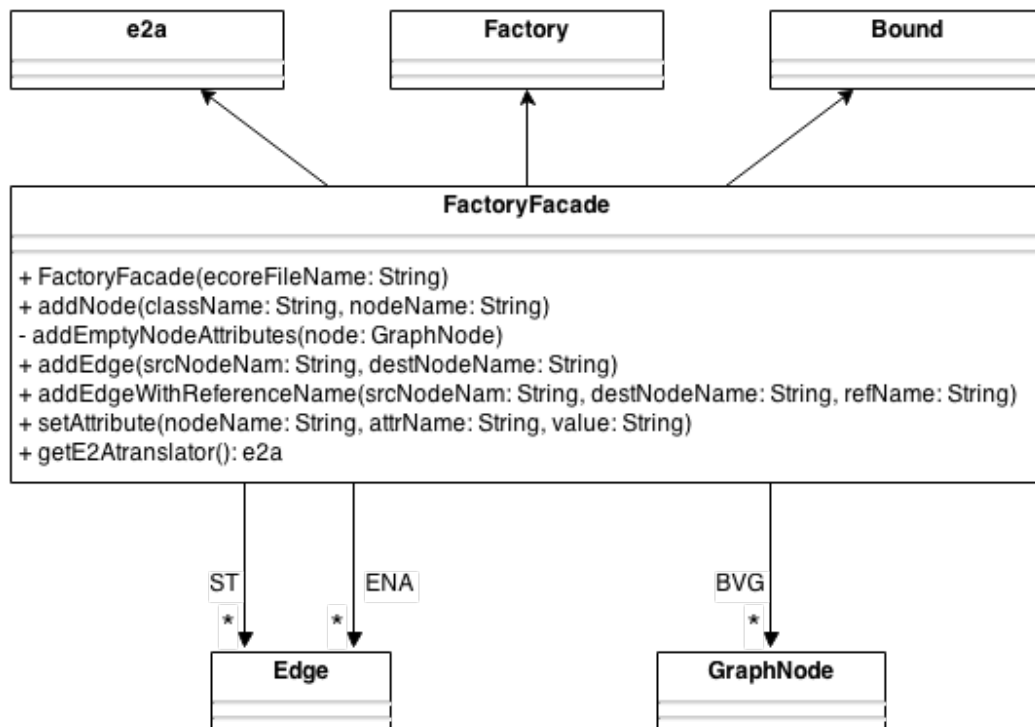 e2a
Factory
Bound
FactoryFacade
+ FactoryFacade(ecoreFileName: String)
+ addNode(className: String, nodeName: String)
- addEmptyNodeAttributes(node: GraphNode)
+ addEdge(srcNodeNam: String, destNodeName: String)
+ addEdgeWithReferenceName(srcNodeNam: String, destNodeName: String, refName: String)
+ setAttribute(nodeName: String, attrName: String, value: String)
+ getE2Atranslator(): e2a
ST
ENA
BVG
*
*
*
Edge
GraphNode